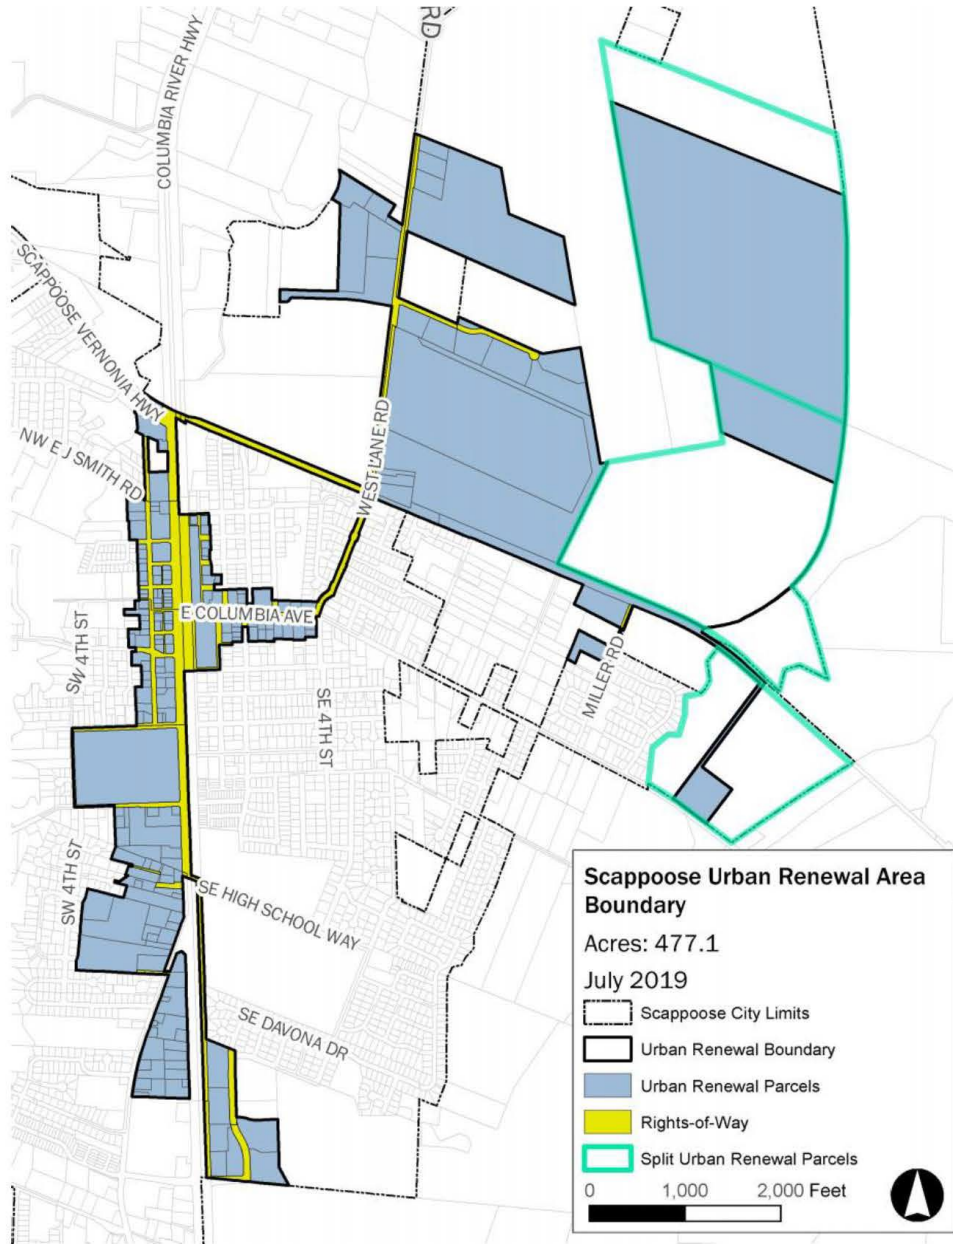 RD
COLUMBIA RIVER HWY
SCAPPOOSE VERNONIA HWY
NW E J SMITH RD
WEST LANE RD
E COLUMBIA AVE
SW 4TH ST
SE 4TH ST
MILLER RD
SW 4TH ST
SE HIGH SCHOOL WAY
SE DAVONA DR
Scappoose Urban Renewal Area
Boundary
Acres: 477.1
July 2019
Scappoose City Limits
Urban Renewal Boundary
Urban Renewal Parcels
Rights-of-Way
Split Urban Renewal Parcels
0 1,000 2,000 Feet